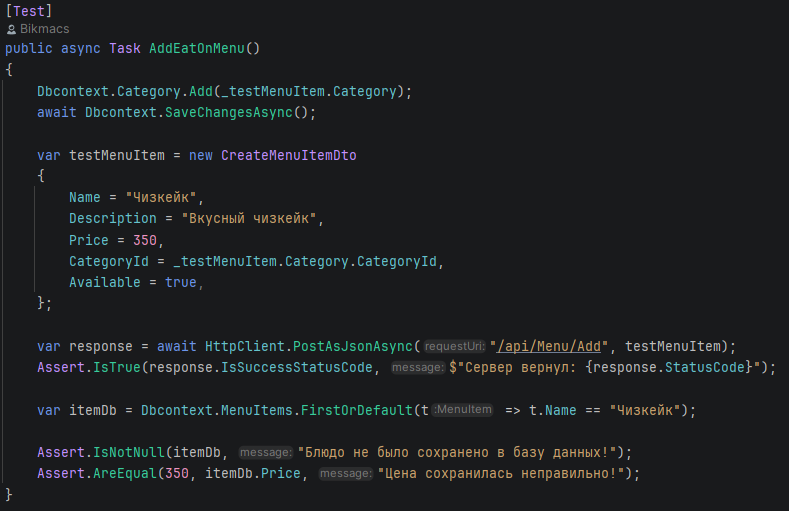 [Test]
Bikmacs
public async Task AddEatOnMenu()
{
    Dbcontext.Category.Add(_testMenuItem.Category);
    await Dbcontext.SaveChangesAsync();

    var testMenuItem = new CreateMenuItemDto
    {
        Name = "Чизкейк",
        Description = "Вкусный чизкейк",
        Price = 350,
        CategoryId = _testMenuItem.Category.CategoryId,
        Available = true,
    };

    var response = await HttpClient.PostAsJsonAsync(requestUri: "/api/Menu/Add", testMenuItem);
    Assert.IsTrue(response.IsSuccessStatusCode, message: $"Сервер вернул: {response.StatusCode}");

    var itemDb = Dbcontext.MenuItems.FirstOrDefault(t :MenuItem => t.Name == "Чизкейк");

    Assert.IsNotNull(itemDb, message: "Блюдо не было сохранено в базу данных!");
    Assert.AreEqual(350, itemDb.Price, message: "Цена сохранилась неправильно!");
}